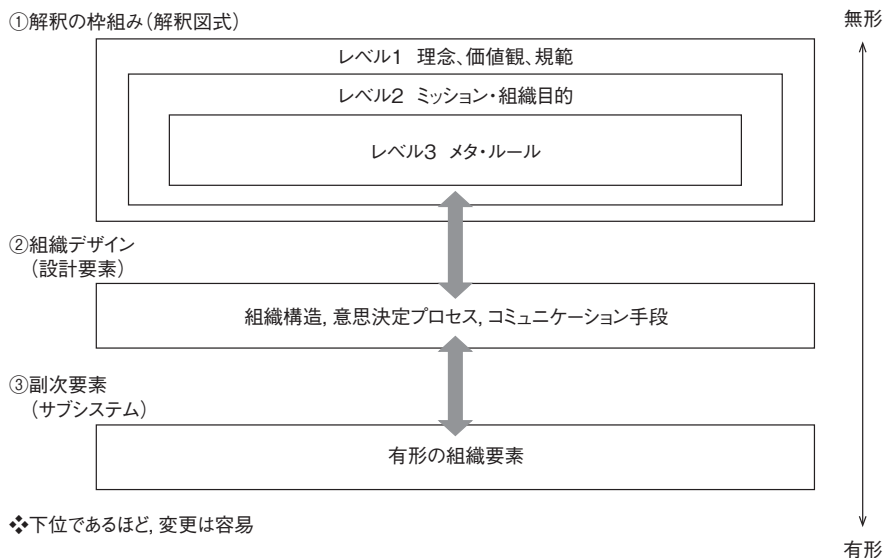 ①解釈の枠組み（解釈図式）
無形
レベル1 理念、価値観、規範
レベル2 ミッション・組織目的
レベル3 メタ・ルール
②組織デザイン
（設計要素）
組織構造, 意思決定プロセス, コミュニケーション手段
③副次要素
（サブシステム）
有形の組織要素
❖下位であるほど, 変更は容易
有形